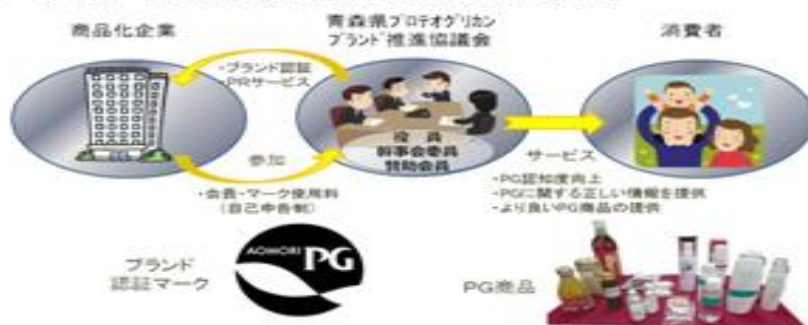 商品化企業
青森県プロテオグリカン
ブランド推進協議会
消費者
・ブランド認証
・PRサービス
役 員
幹事会委員
賛助会員
参加
・会費・マーク使用料
(自己申告制)
サービス
・PG認知度向上
・PGに関する正しい情報を提供
・より良いPG商品の提供
ブランド
認証マーク
AOMORI PG
PG商品